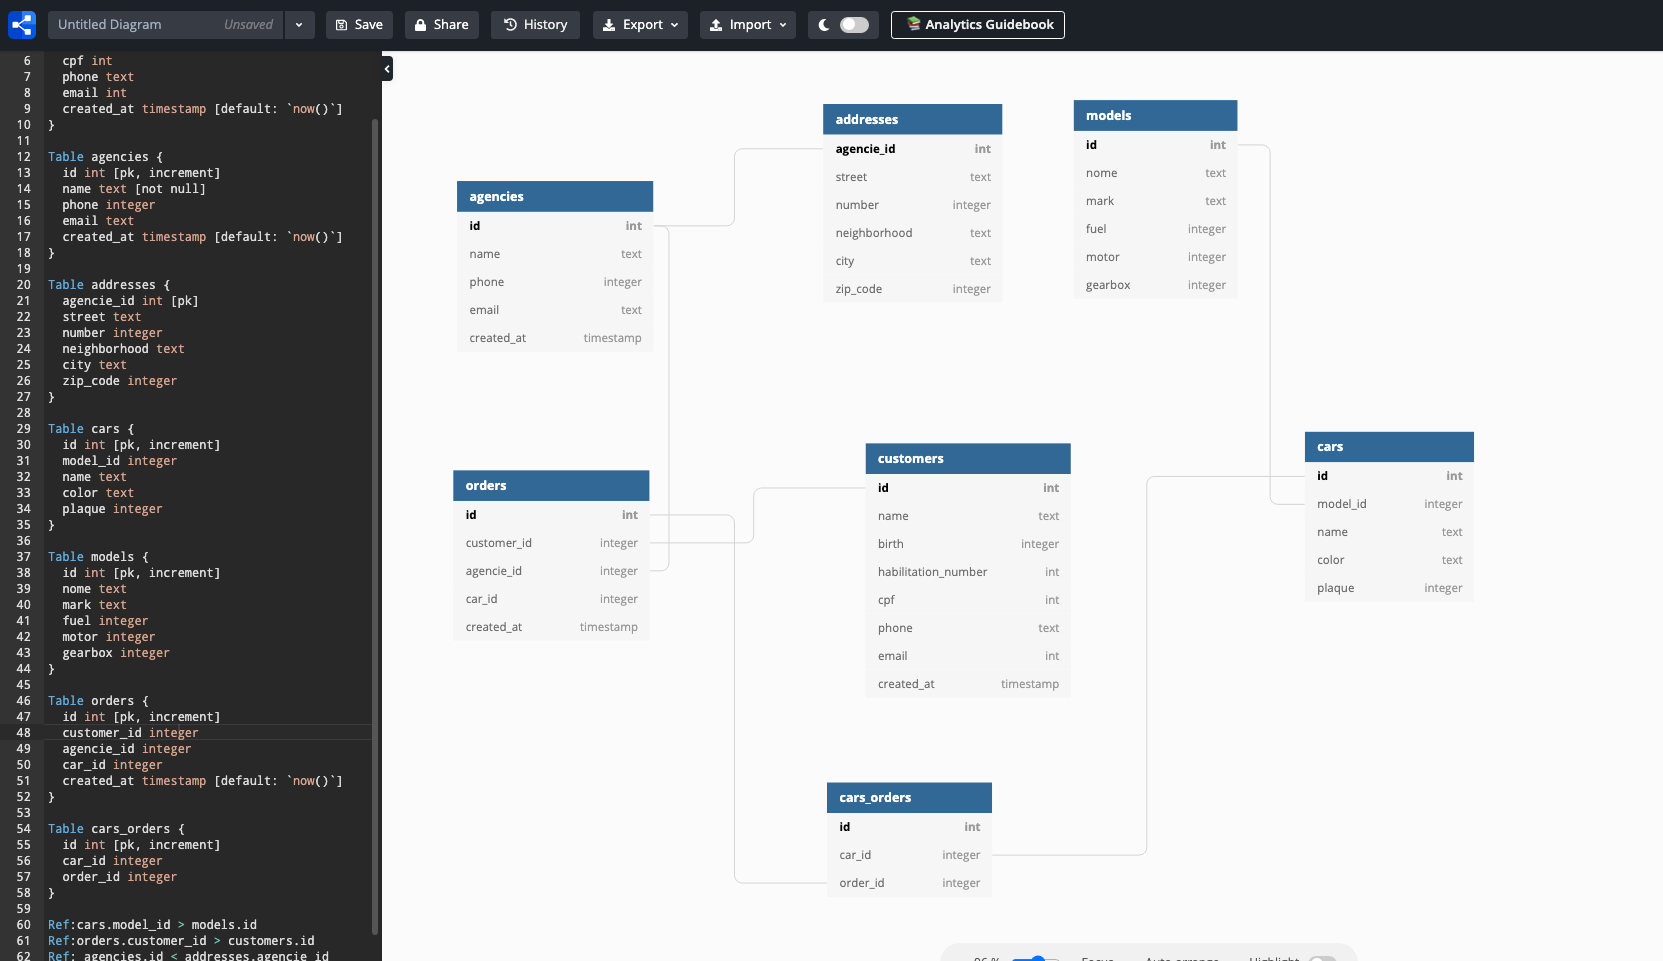 Untitled Diagram Unsaved Save Share History Export Import 📚 Analytics Guidebook
6 cpf int
7 phone text
8 email int
9 created_at timestamp [default: `now()`]
10 }
11
12 Table agencies {
13 id int [pk, increment]
14 name text [not null]
15 phone integer
16 email text
17 created_at timestamp [default: `now()`]
18 }
19
20 Table addresses {
21 agencie_id int [pk]
22 street text
23 number integer
24 neighborhood text
25 city text
26 zip_code integer
27 }
28
29 Table cars {
30 id int [pk, increment]
31 model_id integer
32 name text
33 color text
34 plaque integer
35 }
36
37 Table models {
38 id int [pk, increment]
39 nome text
40 mark text
41 fuel integer
42 motor integer
43 gearbox integer
44 }
45
46 Table orders {
47 id int [pk, increment]
48 customer_id integer
49 agencie_id integer
50 car_id integer
51 created_at timestamp [default: `now()`]
52 }
53
54 Table cars_orders {
55 id int [pk, increment]
56 car_id integer
57 order_id integer
58 }
59
60 Ref:cars.model_id > models.id
61 Ref:orders.customer_id > customers.id
62 Ref: agencies.id < addresses.agencie_id
agencies
id int
name text
phone integer
email text
created_at timestamp
addresses
agencie_id int
street text
number integer
neighborhood text
city text
zip_code integer
models
id int
nome text
mark text
fuel integer
motor integer
gearbox integer
orders
id int
customer_id integer
agencie_id integer
car_id integer
created_at timestamp
customers
id int
name text
birth integer
habilitation_number int
cpf int
phone text
email int
created_at timestamp
cars
id int
model_id integer
name text
color text
plaque integer
cars_orders
id int
car_id integer
order_id integer
96 % Focus Auto-arrange Highlight